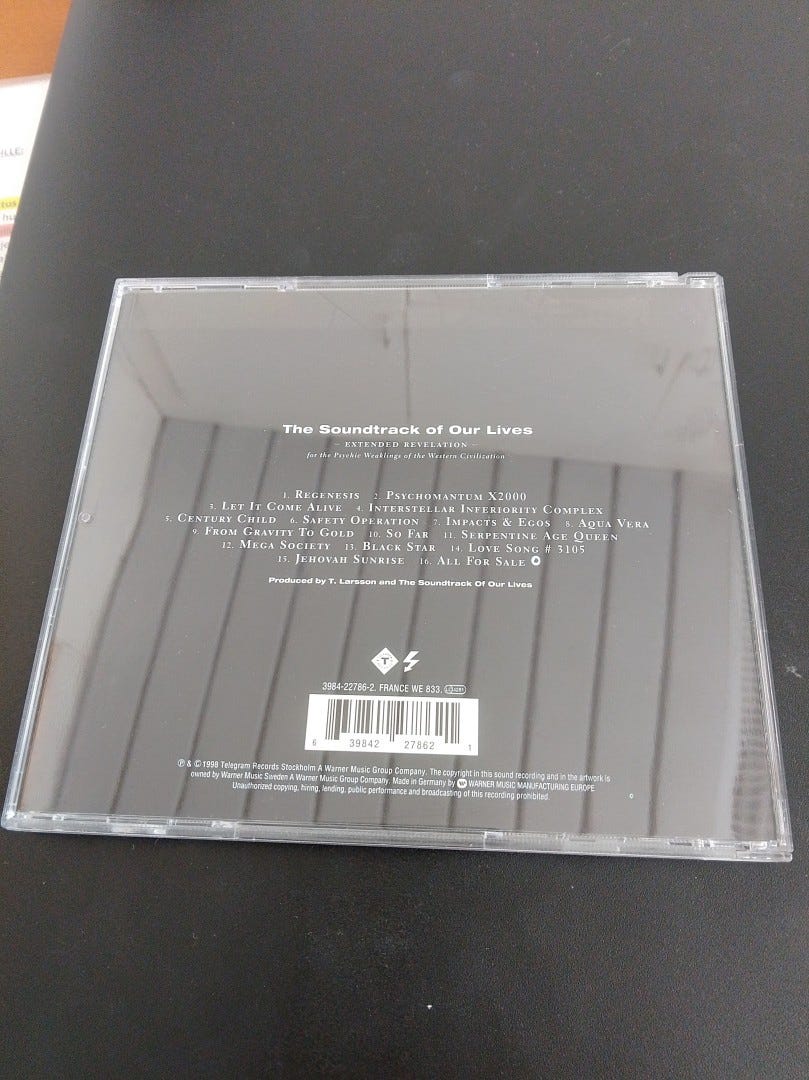 The Soundtrack of Our Lives
– EXTENDED REVELATION –
for the Psychic Weaklings of the Western Civilization
1. REGENESIS 2. PSYCHOMANTUM X2000
3. LET IT COME ALIVE 4. INTERSTELLAR INFERIORITY COMPLEX
5. CENTURY CHILD 6. SAFETY OPERATION 7. IMPACTS & EGOS 8. AQUA VERA
9. FROM GRAVITY TO GOLD 10. SO FAR 11. SERPENTINE AGE QUEEN
12. MEGA SOCIETY 13. BLACK STAR 14. LOVE SONG # 3105
15. JEHOVAH SUNRISE 16. ALL FOR SALE
Produced by T. Larsson and The Soundtrack Of Our Lives
T
3984-22786-2. FRANCE WE 833.
6 39842 27862 1
℗ & © 1998 Telegram Records Stockholm A Warner Music Group Company. The copyright in this sound recording and in the artwork is
owned by Warner Music Sweden A Warner Music Group Company. Made in Germany by WARNER MUSIC MANUFACTURING EUROPE
Unauthorized copying, hiring, lending, public performance and broadcasting of this recording prohibited.
tus
hu